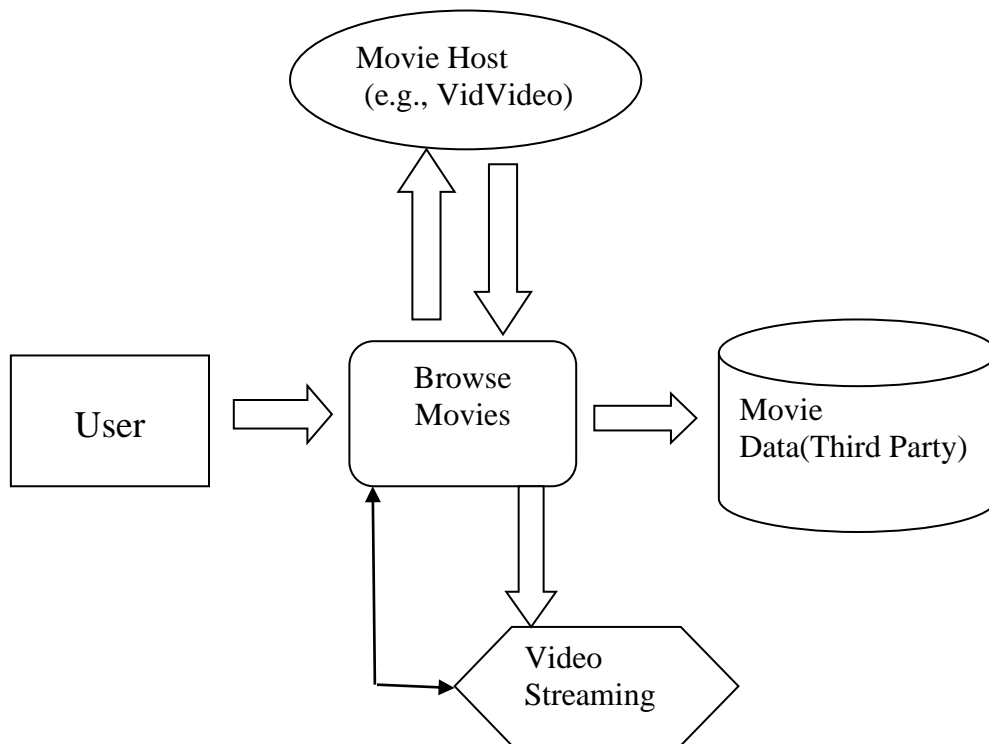 Movie Host
(e.g., VidVideo)
User
Browse
Movies
Movie
Data(Third Party)
Video
Streaming